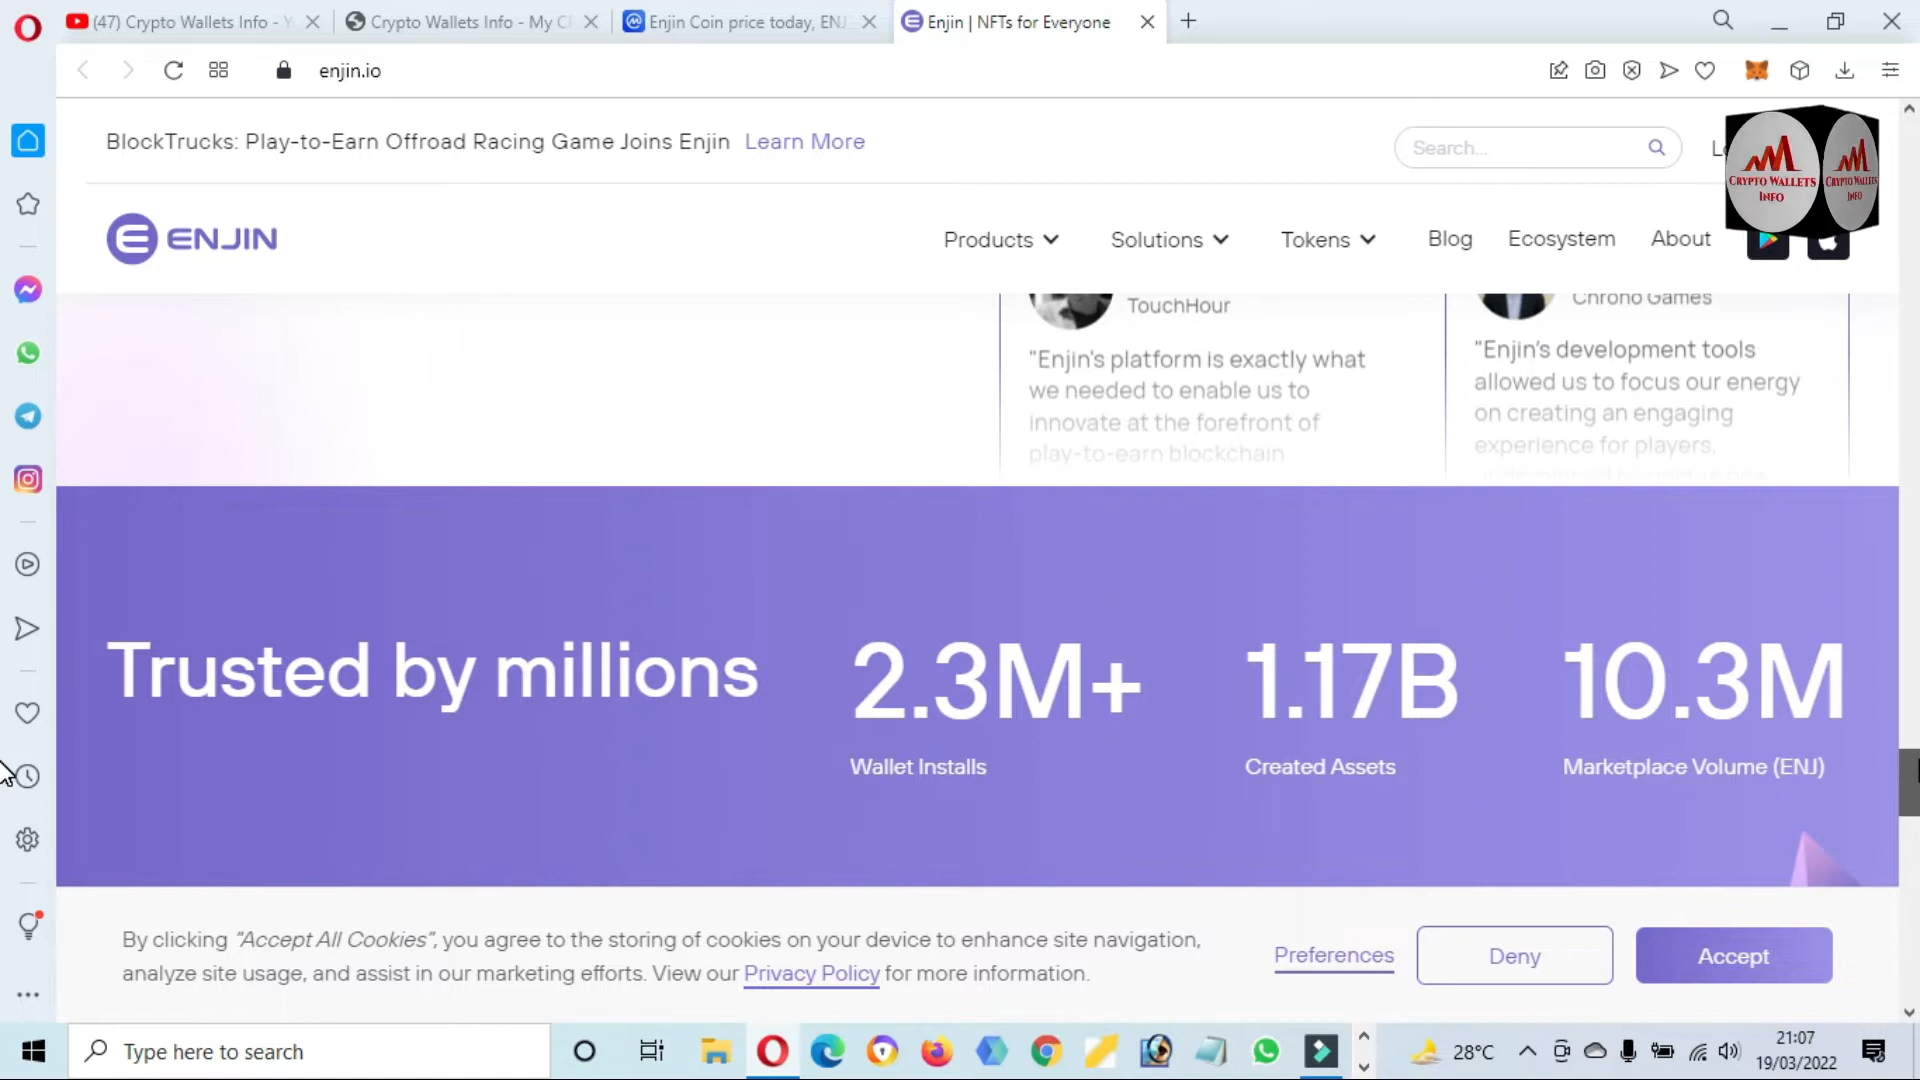 (47) Crypto Wallets Info - Y
Crypto Wallets Info - My C
Enjin Coin price today, ENJ
Enjin | NFTs for Everyone
enjin.io
BlockTrucks: Play-to-Earn Offroad Racing Game Joins Enjin Learn More
Search...
CRYPTO WALLETS
INFO
CRYPTO WALLETS
INFO
ENJIN
Products
Solutions
Tokens
Blog
Ecosystem
About
TouchHour
"Enjin's platform is exactly what
we needed to enable us to
innovate at the forefront of
play-to-earn blockchain
Chrono Games
"Enjin's development tools
allowed us to focus our energy
on creating an engaging
experience for players,
Trusted by millions
2.3M+
Wallet Installs
1.17B
Created Assets
10.3M
Marketplace Volume (ENJ)
By clicking "Accept All Cookies", you agree to the storing of cookies on your device to enhance site navigation,
analyze site usage, and assist in our marketing efforts. View our Privacy Policy for more information.
Preferences
Deny
Accept
Type here to search
28°C
21:07
19/03/2022